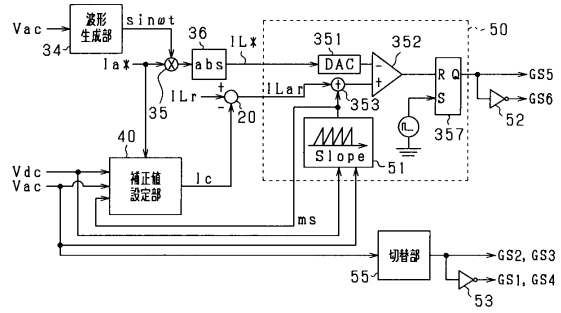 Vac
波形
生成部
34
sinωt
Ia*
35
36
abs
IL*
ILr
+
−
20
ILar
50
351
DAC
352
−
+
+
353
R Q
S
357
GS5
GS6
52
Slope
51
40
補正値
設定部
Ic
Vdc
Vac
ms
切替部
55
GS2, GS3
GS1, GS4
53